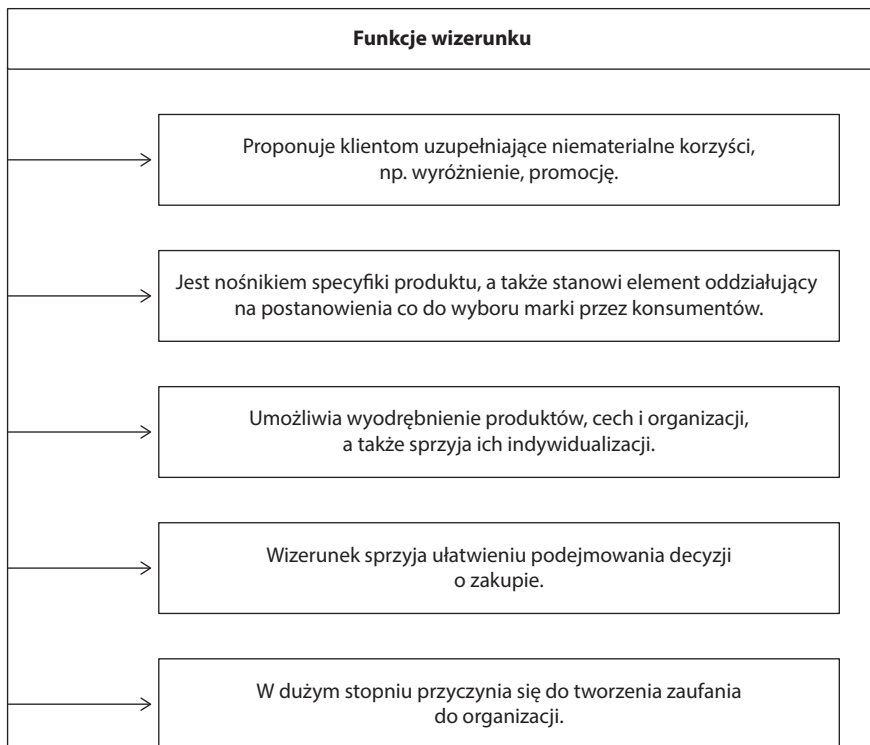 Funkcje wizerunku
Proponuje klientom uzupełniające niematerialne korzyści,
np. wyróżnienie, promocję.
Jest nośnikiem specyfiki produktu, a także stanowi element oddziałujący
na postanowienia co do wyboru marki przez konsumentów.
Umożliwia wyodrębnienie produktów, cech i organizacji,
a także sprzyja ich indywidualizacji.
Wizerunek sprzyja ułatwieniu podejmowania decyzji
o zakupie.
W dużym stopniu przyczynia się do tworzenia zaufania
do organizacji.